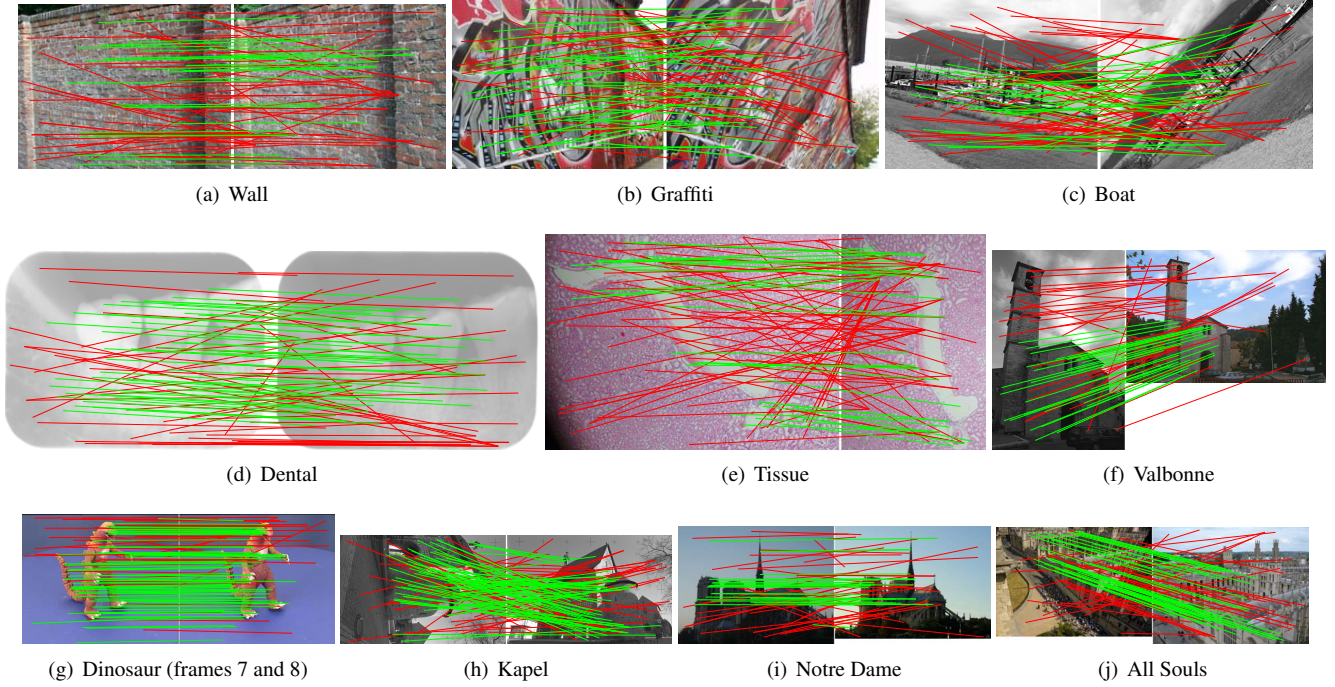 (a) Wall
(b) Graffiti
(c) Boat
(d) Dental
(e) Tissue
(f) Valbonne
(g) Dinosaur (frames 7 and 8)
(h) Kapel
(i) Notre Dame
(j) All Souls